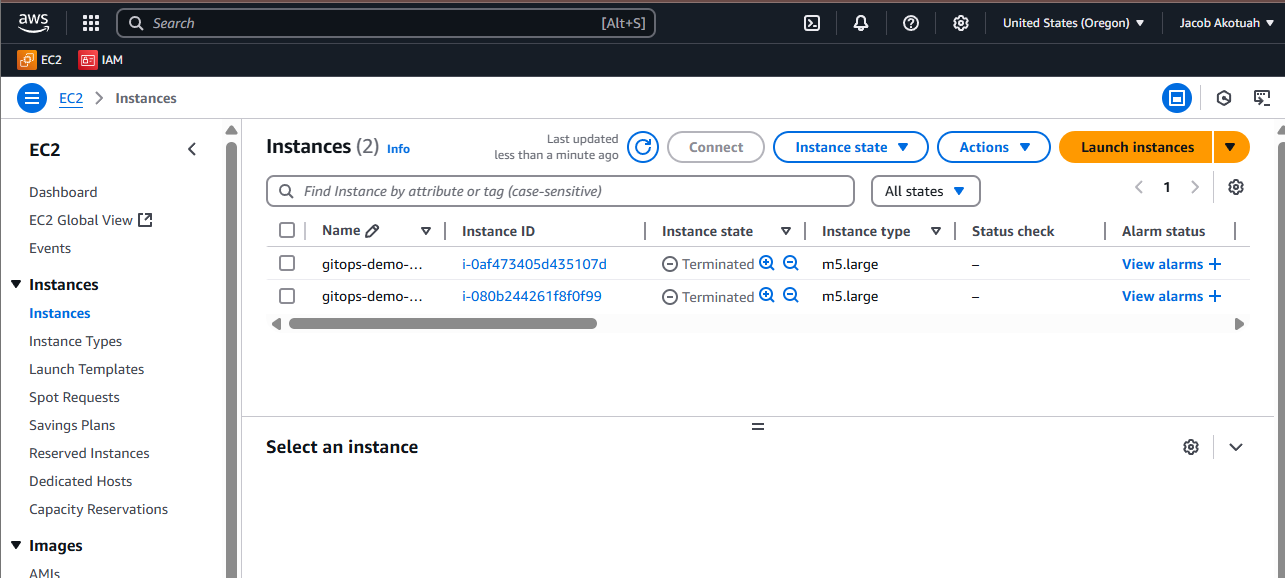 aws
Search [Alt+S] United States (Oregon) Jacob Akotuah
EC2 IAM
EC2 Instances
EC2
Dashboard
EC2 Global View
Events
Instances
Instances
Instance Types
Launch Templates
Spot Requests
Savings Plans
Reserved Instances
Dedicated Hosts
Capacity Reservations
Images
AMIs
Instances (2) Info
Last updated
less than a minute ago
Connect Instance state Actions Launch instances
Find Instance by attribute or tag (case-sensitive) All states 1
Name Instance ID Instance state Instance type Status check Alarm status
gitops-demo-... i-0af473405d435107d Terminated m5.large – View alarms +
gitops-demo-... i-080b244261f8f0f99 Terminated m5.large – View alarms +
Select an instance